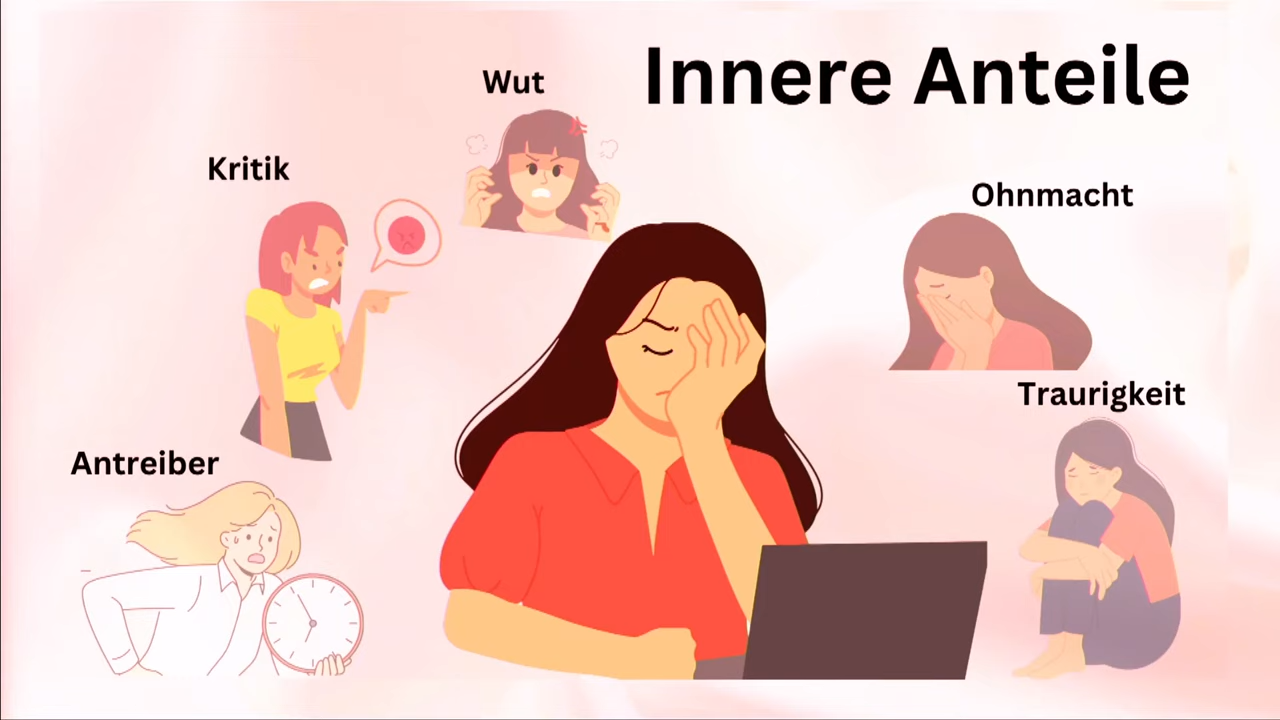 Innere Anteile
Wut
Kritik
Ohnmacht
Traurigkeit
Antreiber